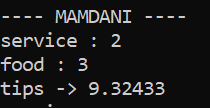 ---- MAMDANI ----
service : 2
food : 3
tips -> 9.32433